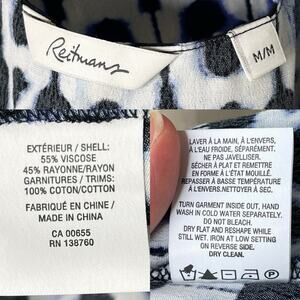 Reitmans
M/M
EXTÉRIEUR / SHELL:
55% VISCOSE
45% RAYONNE/RAYON
GARNITURES / TRIMS:
100% COTON/COTTON
FABRIQUÉ EN CHINE /
MADE IN CHINA
CA 00655
RN 138760
LAVER À LA MAIN, À L'ENVERS,
À L'EAU FROIDE, SÉPARÉMENT.
NE PAS JAVELLISER.
SÉCHER À PLAT ET REMETTRE
EN FORME À L'ÉTAT MOUILLÉ.
REPASSER À BASSE TEMPÉRATURE
À L'ENVERS.NETTOYER À SEC.
TURN GARMENT INSIDE OUT, HAND
WASH IN COLD WATER SEPARATELY.
DO NOT BLEACH.
DRY FLAT AND RESHAPE WHILE
STILL WET. IRON AT LOW SETTING
ON REVERSE SIDE.
DRY CLEAN.